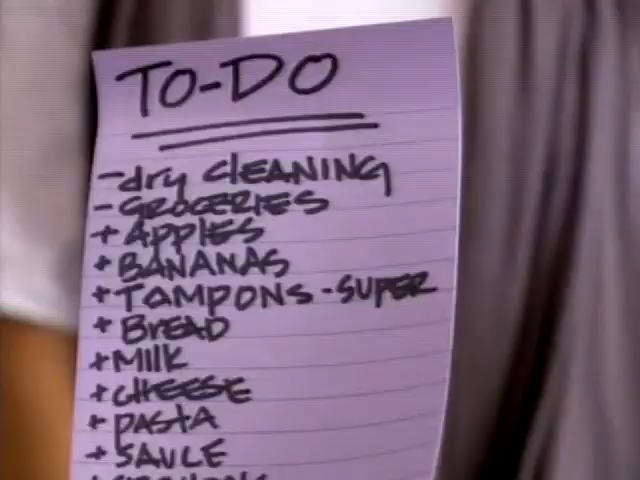 TO-DO
- dry CLEANING
- GROCERIES
+ APPLES
+ BANANAS
+ TAMPONS - SUPER
+ BREAD
+ MILK
+ CHEESE
+ PASTA
+ SAUCE